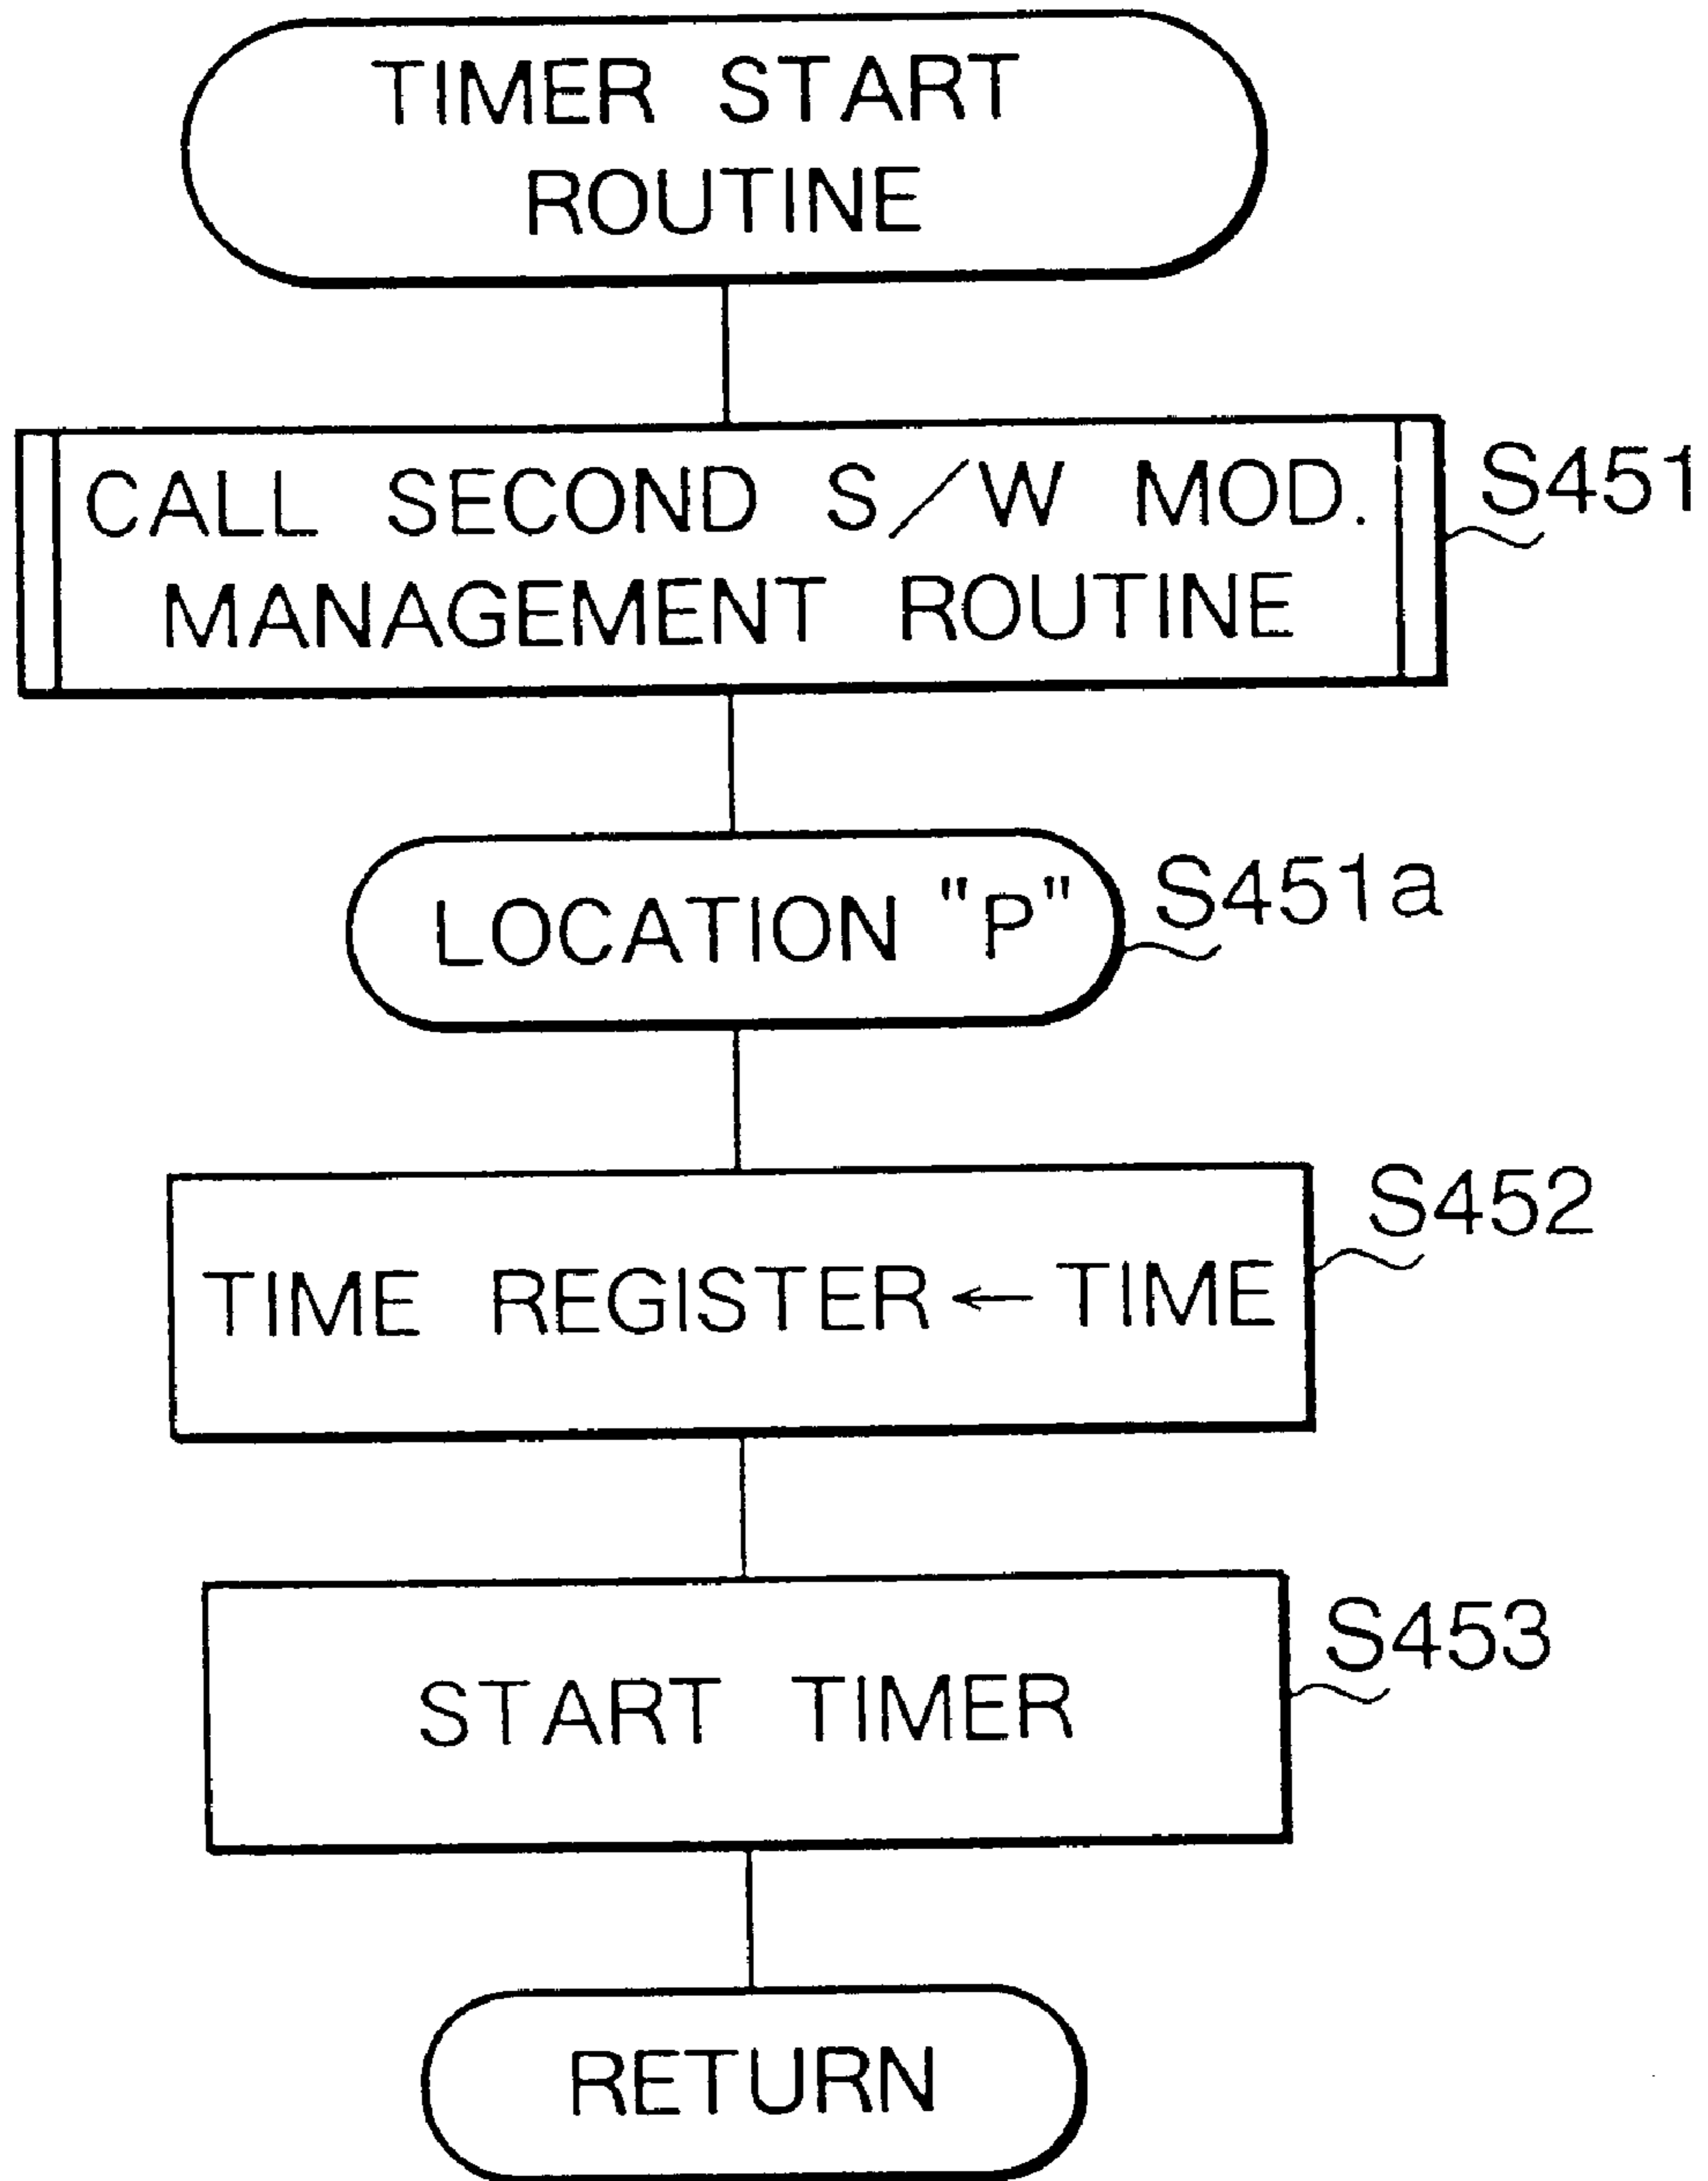 TIMER START
ROUTINE
CALL SECOND S/W MOD.
MANAGEMENT ROUTINE
S451
LOCATION "P"
S451a
TIME REGISTER ← TIME
S452
START TIMER
S453
RETURN